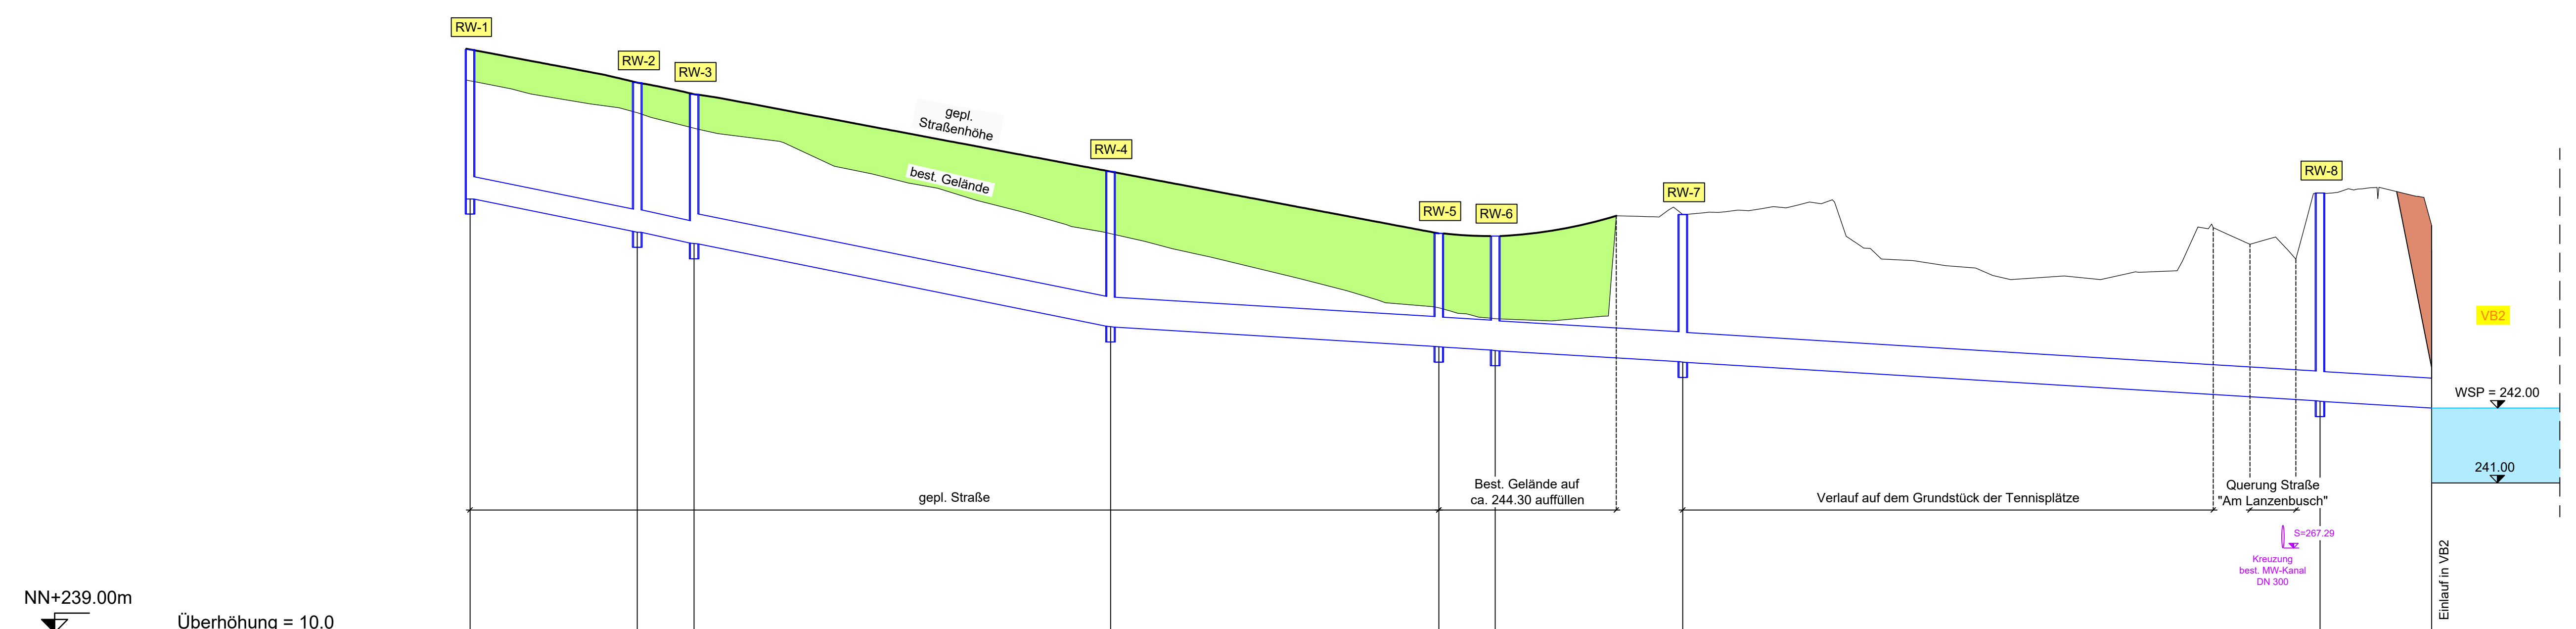 RW-1
RW-2
RW-3
gepl.
Straßenhöhe
RW-4
best. Gelände
RW-5
RW-6
RW-7
RW-8
VB2
WSP = 242.00
241.00
gepl. Straße
Best. Gelände auf
ca. 244.30 auffüllen
Verlauf auf dem Grundstück der Tennisplätze
Querung Straße
"Am Lanzenbusch"
S=267.29
Kreuzung
best. MW-Kanal
DN 300
Einlauf in VB2
NN+239.00m
Überhöhung = 10.0